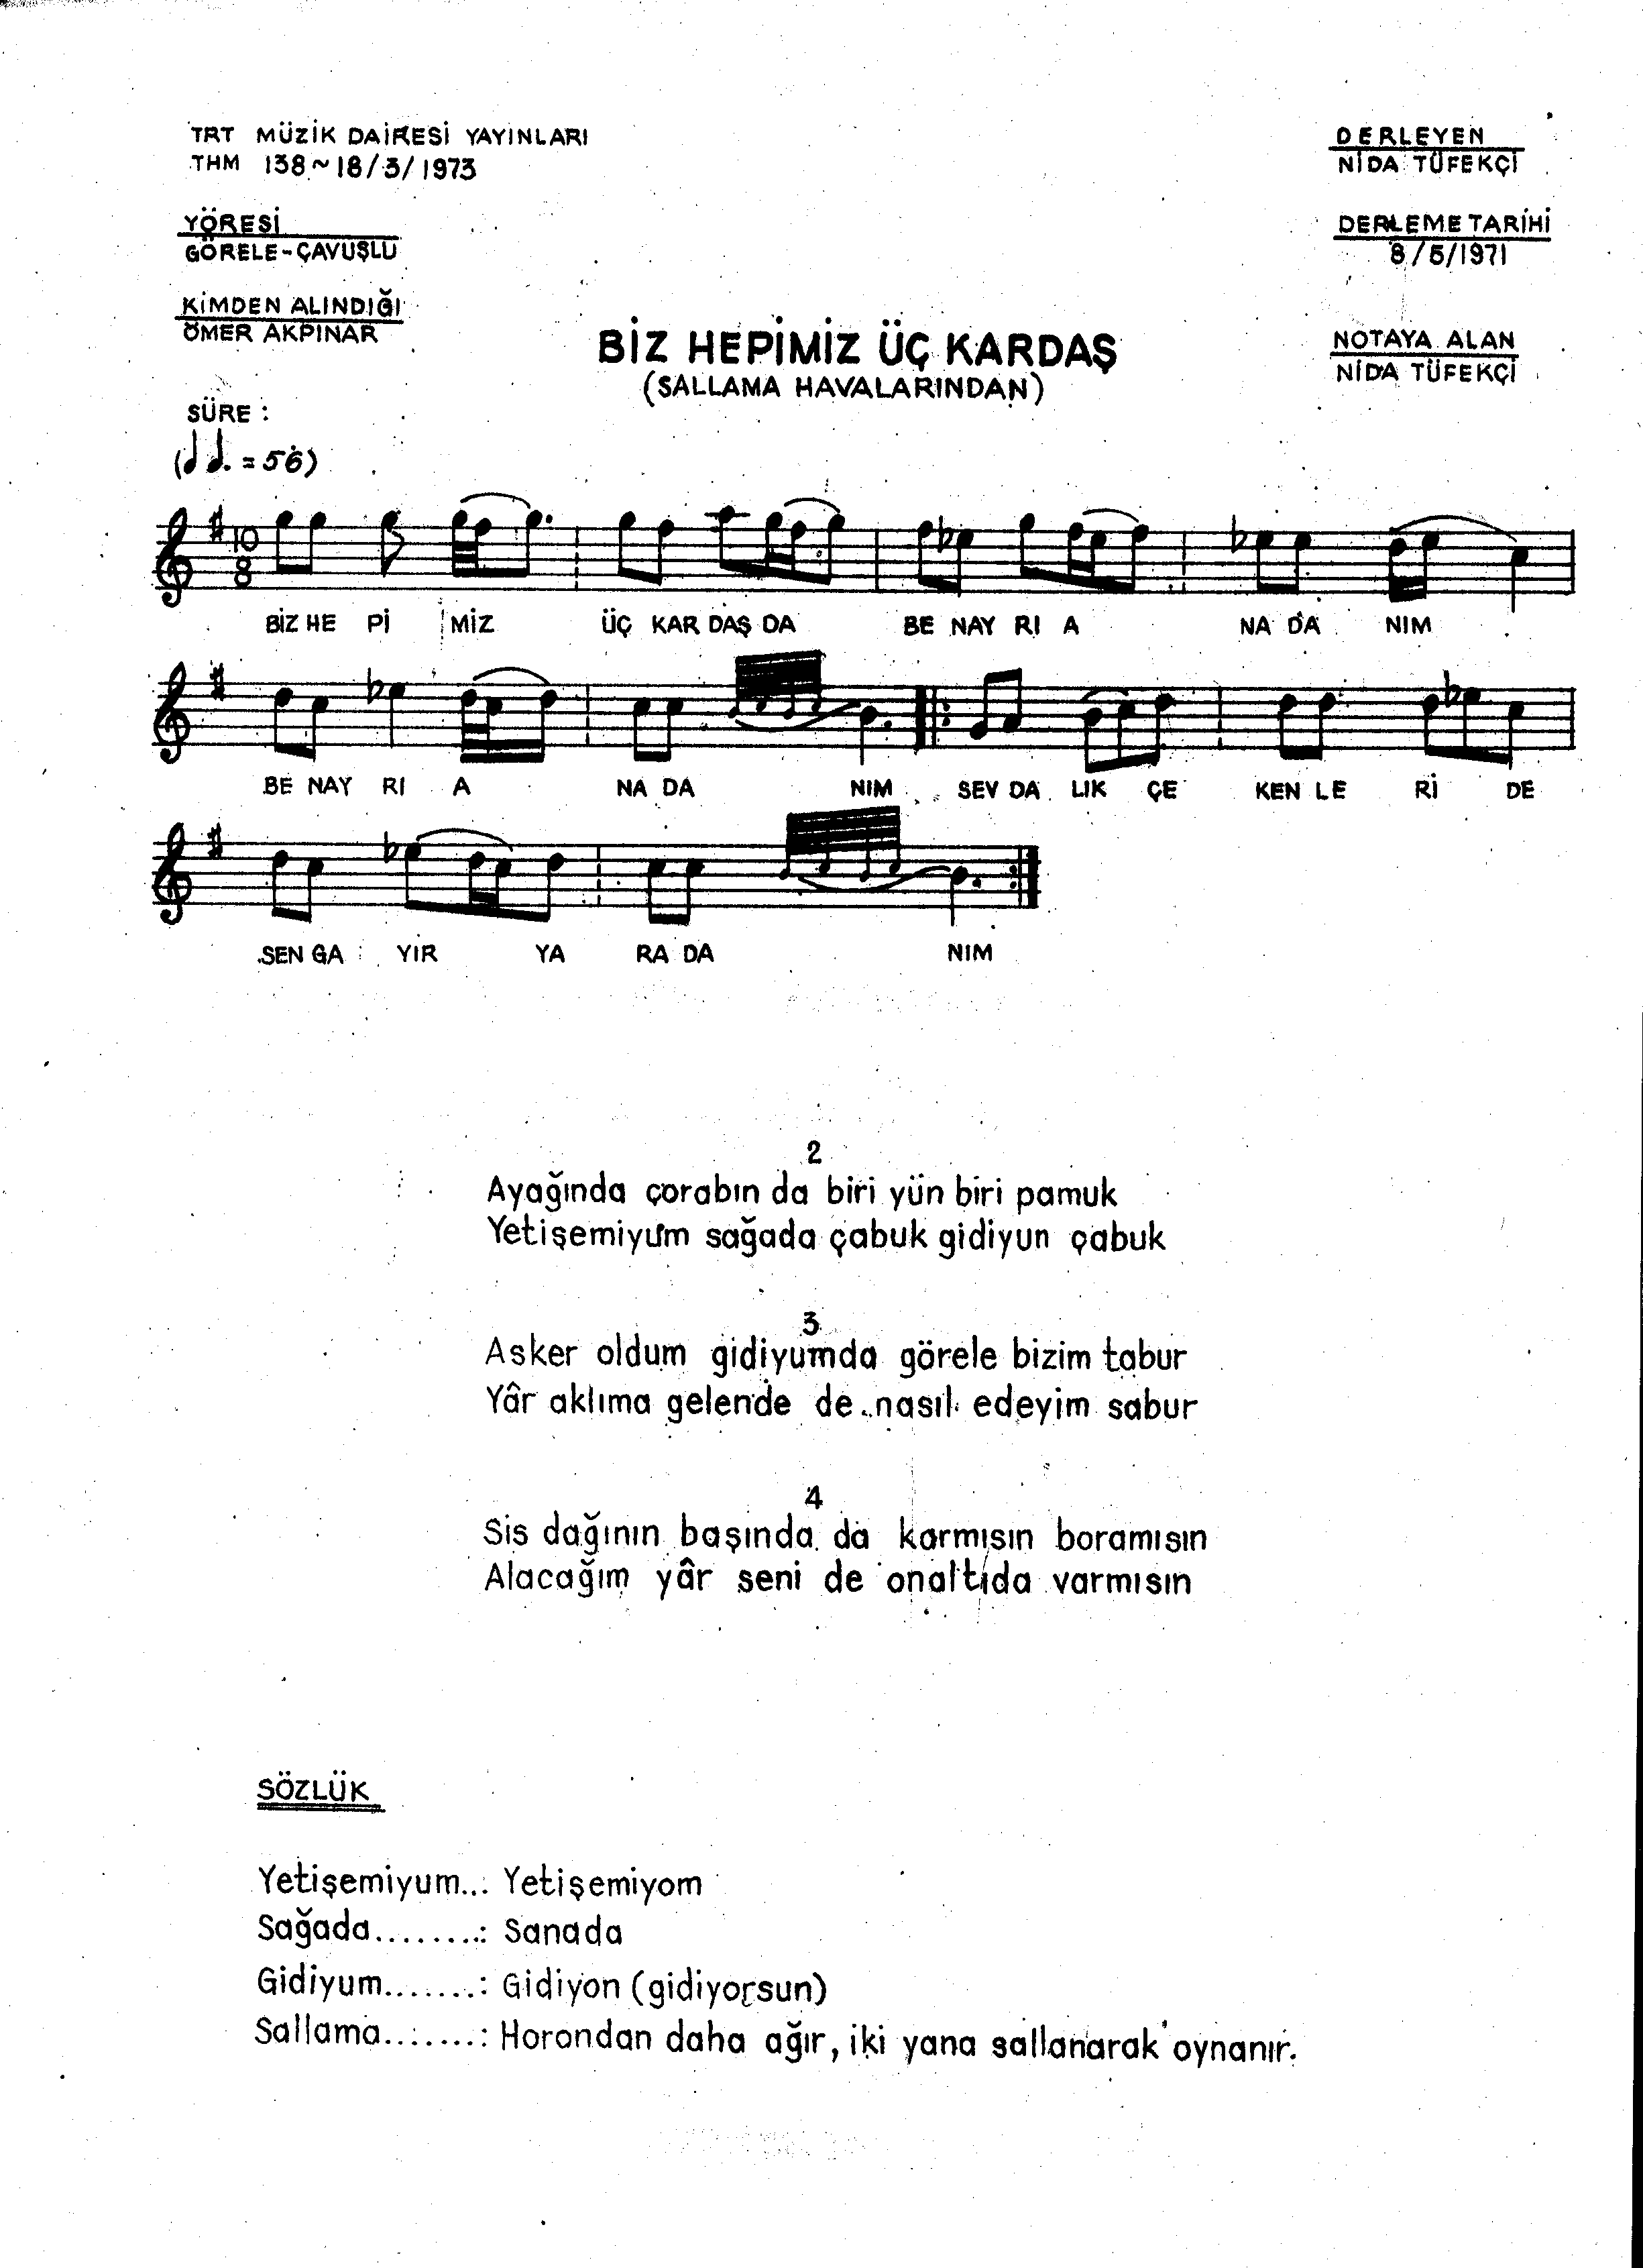 TRT MÜZİK DAİRESİ YAYINLARI
THM 138~18/3/1973
DERLEYEN
NİDA TÜFEKÇİ
YÖRESİ
GÖRELE-ÇAVUŞLU
DERLEME TARİHİ
8/5/1971
KİMDEN ALINDIĞI
ÖMER AKPINAR
BİZ HEPİMİZ ÜÇ KARDAŞ
(SALLAMA HAVALARINDAN)
NOTAYA ALAN
NİDA TÜFEKÇİ
SÜRE :
(𝅗𝅥 𝅗𝅥. = 56)
10
8
BİZ HE Pİ MİZ ÜÇ KAR DAŞ DA BE NAY RI A NA DA NIM
BE NAY RI A NA DA NIM SEV DA LIK ÇE KEN LE Rİ DE
SEN GA YİR YA RA DA NIM
2
Ayağında çorabın da biri yün biri pamuk
Yetişemiyum sağada çabuk gidiyun çabuk
3
Asker oldum gidiyumda görele bizim tabur
Yâr aklıma gelende de nasıl edeyim sabur
4
Sis dağının başında da karmısın boramısın
Alacağım yâr seni de onaltıda varmısın
SÖZLÜK
Yetişemiyum...: Yetişemiyom
Sağada........: Sanada
Gidiyum.......: Gidiyon (gidiyorsun)
Sallama.......: Horondan daha ağır, iki yana sallanarak oynanır.